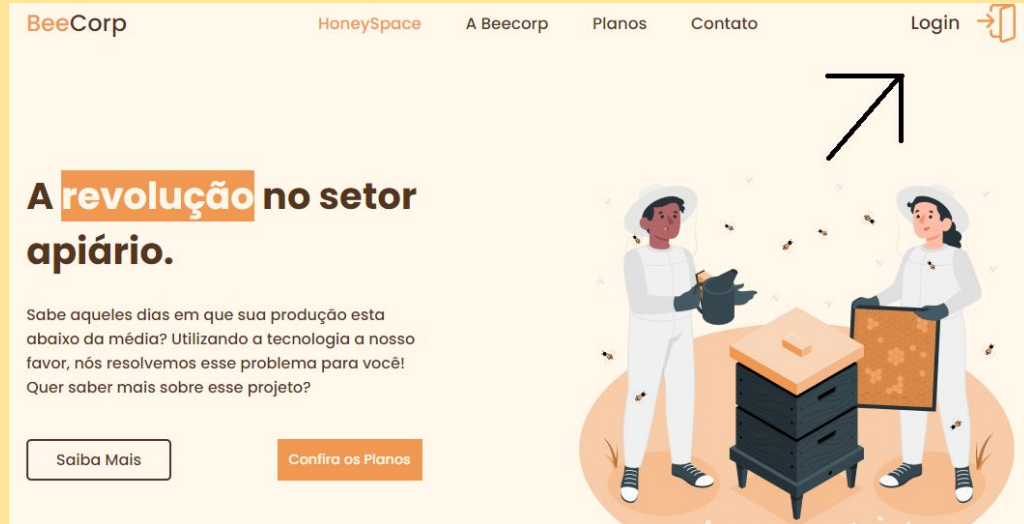 BeeCorp
HoneySpace
A Beecorp
Planos
Contato
Login
A revolução no setor
apiário.
Sabe aqueles dias em que sua produção esta
abaixo da média? Utilizando a tecnologia a nosso
favor, nós resolvemos esse problema para você!
Quer saber mais sobre esse projeto?
Saiba Mais
Confira os Planos